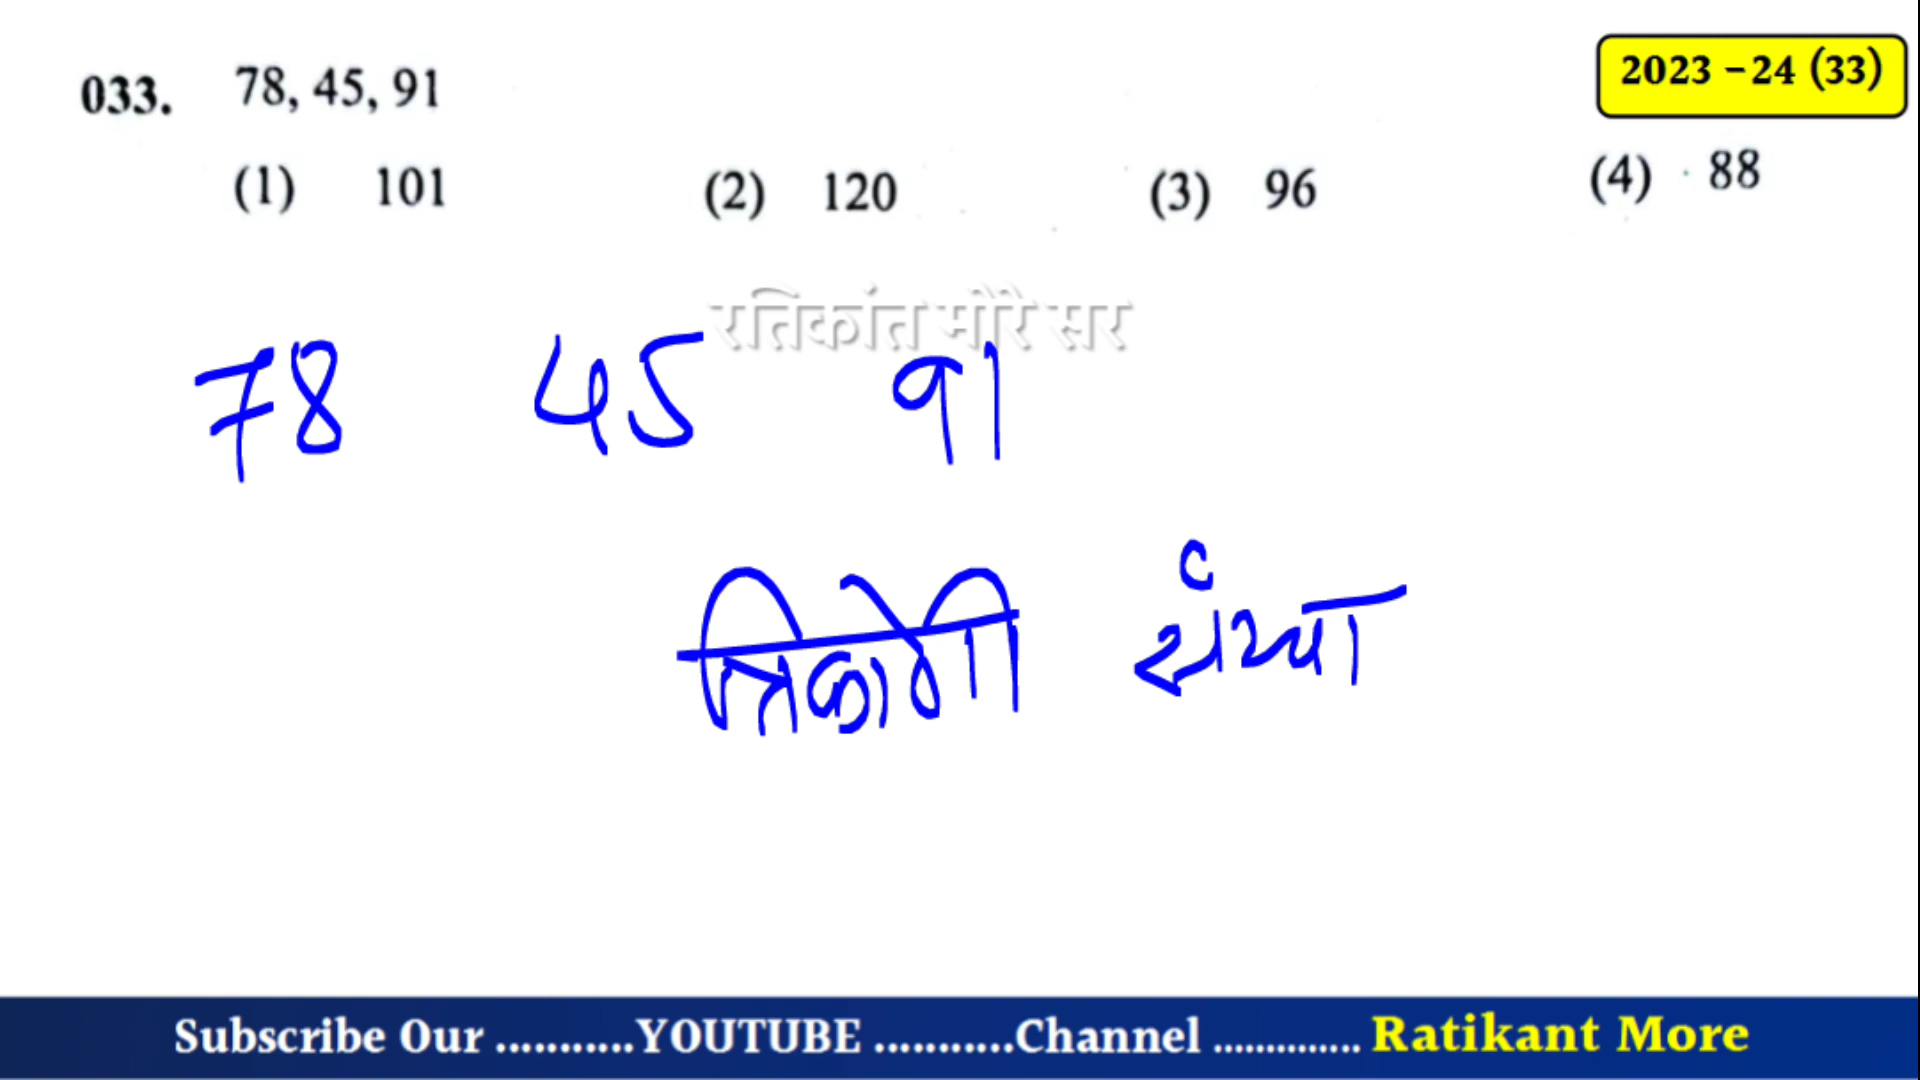 033. 78, 45, 91
2023 – 24 (33)
(1) 101 (2) 120 (3) 96 (4) 88
रतिकांत मोरे सर
78 45 91
त्रिकोणी संख्या
Subscribe Our ...........YOUTUBE ...........Channel .............. Ratikant More